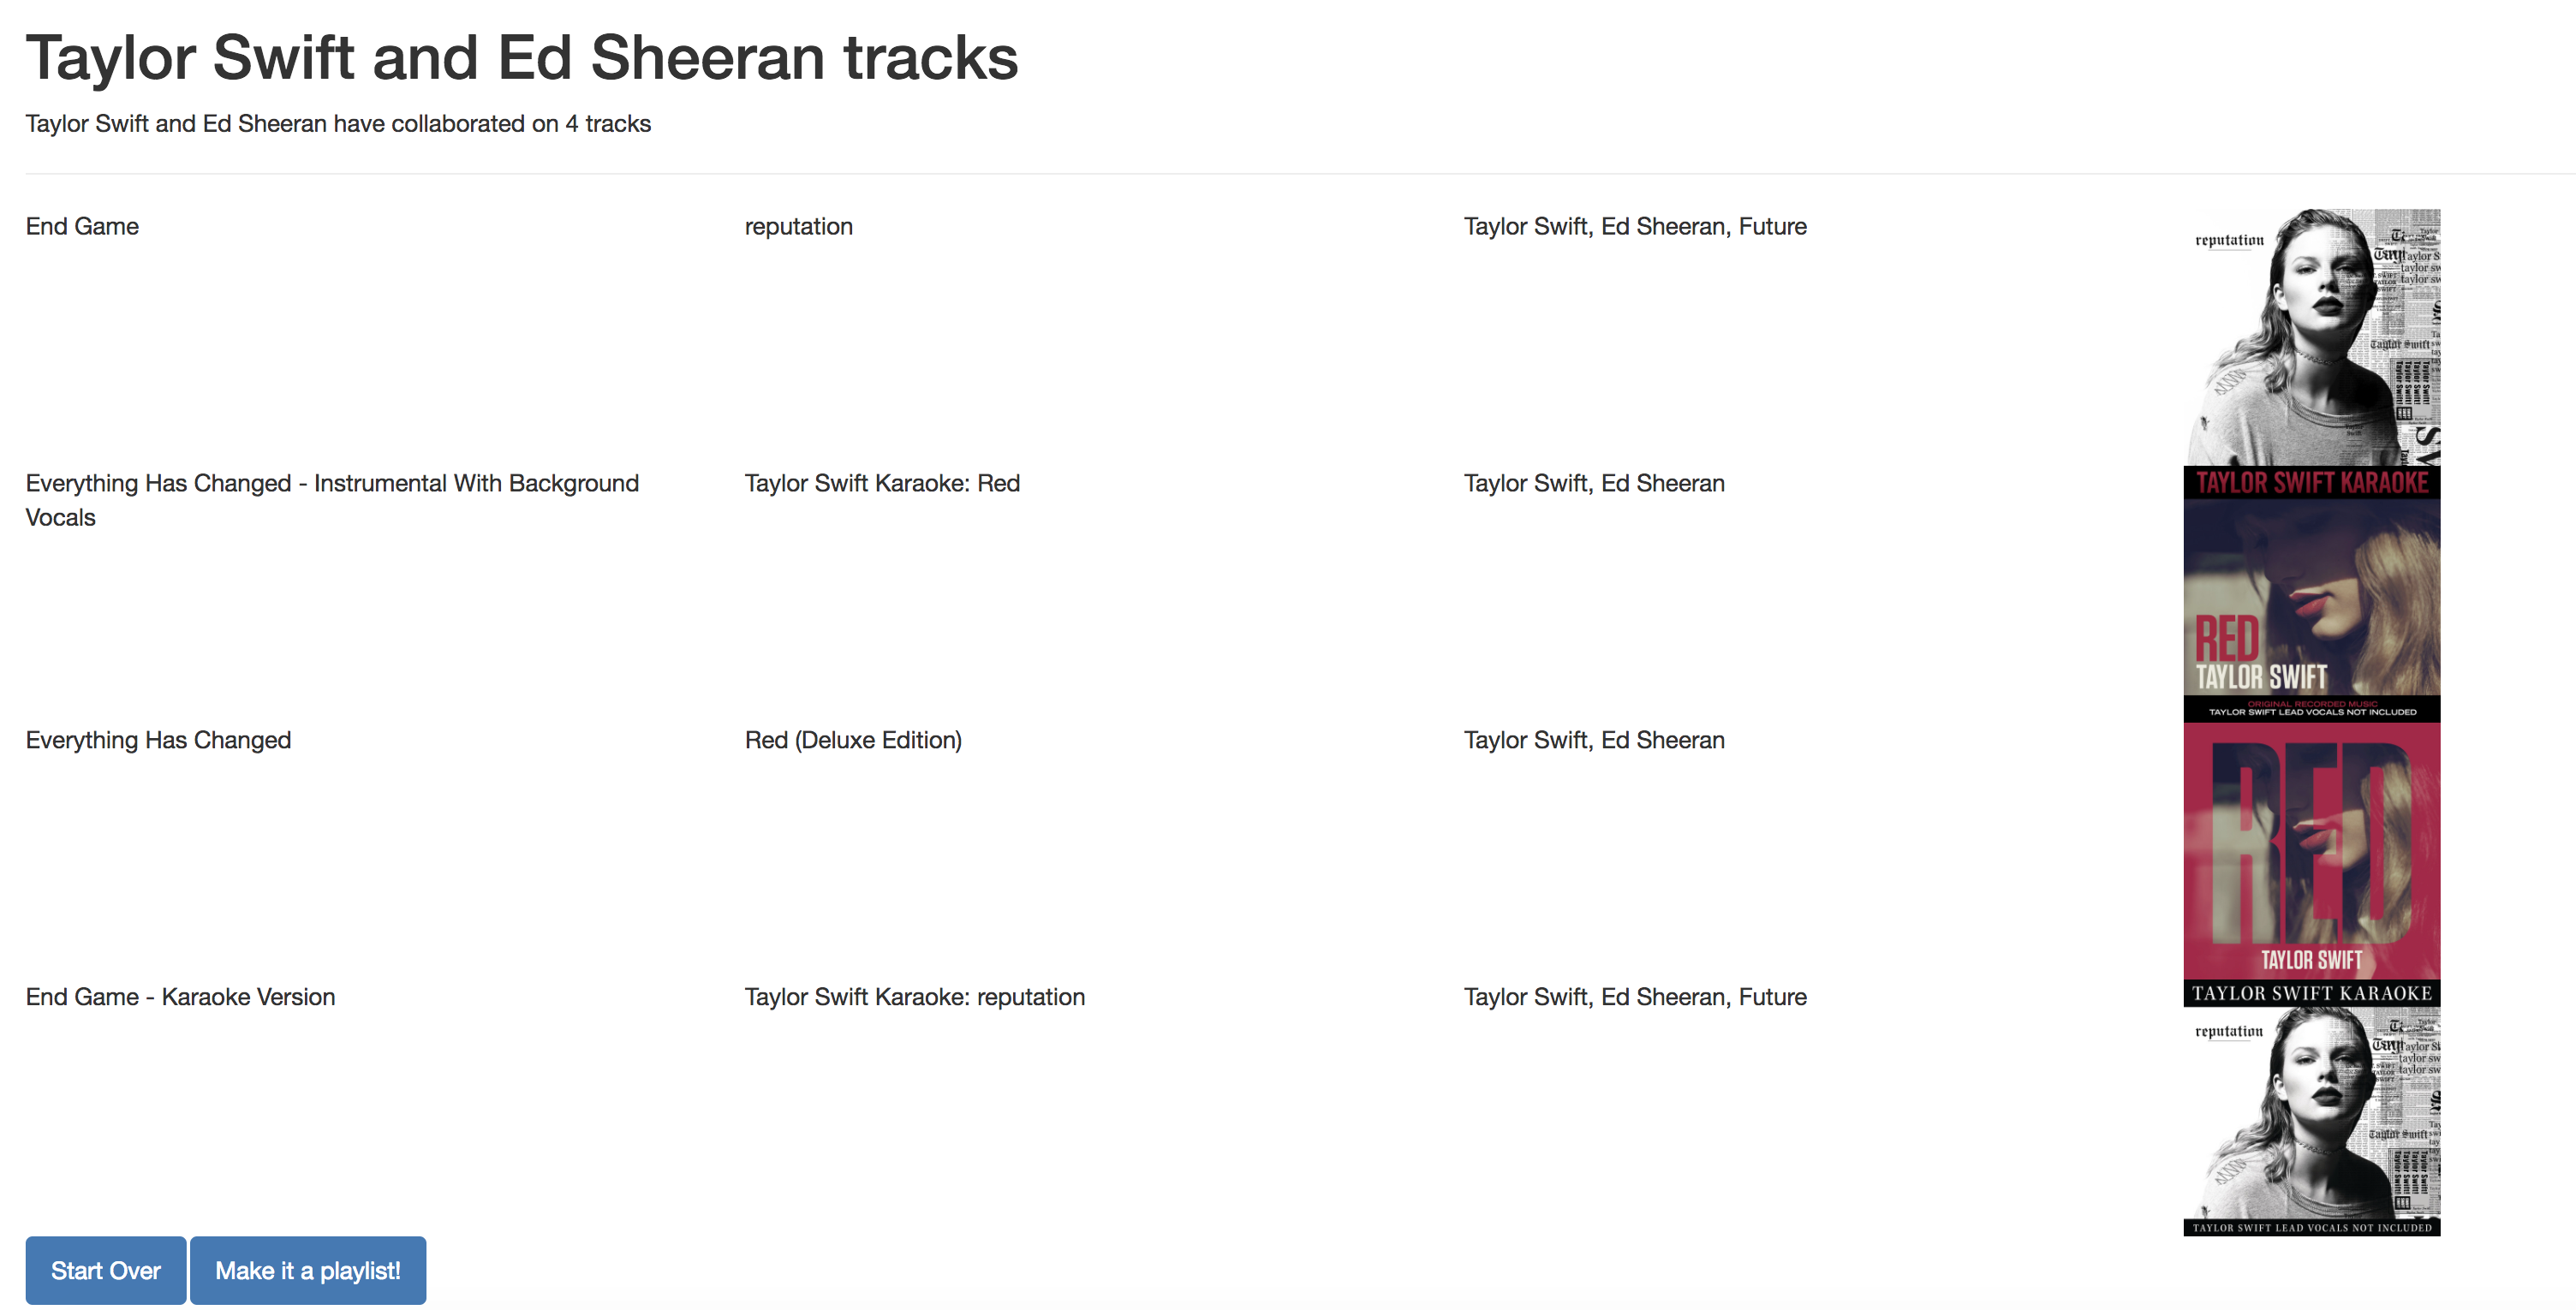 Taylor Swift and Ed Sheeran tracks
Taylor Swift and Ed Sheeran have collaborated on 4 tracks
End Game
reputation
Taylor Swift, Ed Sheeran, Future
reputation
Everything Has Changed - Instrumental With Background
Vocals
Taylor Swift Karaoke: Red
Taylor Swift, Ed Sheeran
TAYLOR SWIFT KARAOKE
RED
TAYLOR SWIFT
ORIGINAL RECORDED MUSIC
TAYLOR SWIFT LEAD VOCALS NOT INCLUDED
Everything Has Changed
Red (Deluxe Edition)
Taylor Swift, Ed Sheeran
RED
TAYLOR SWIFT
End Game - Karaoke Version
Taylor Swift Karaoke: reputation
Taylor Swift, Ed Sheeran, Future
TAYLOR SWIFT KARAOKE
reputation
TAYLOR SWIFT LEAD VOCALS NOT INCLUDED
Start Over
Make it a playlist!